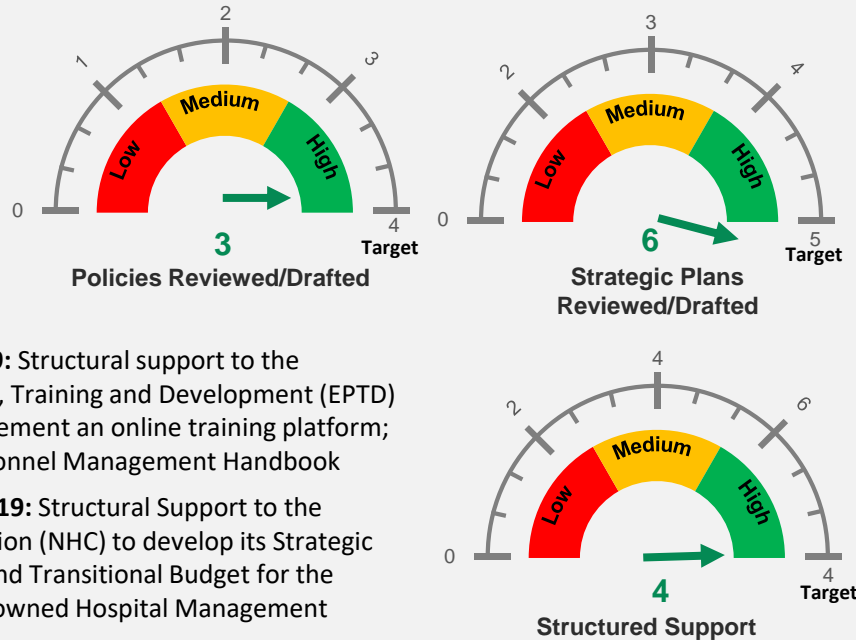 2
1
3
0
4
Low
Medium
High
3
Target
Policies Reviewed/Drafted
3
2
4
0
5
Low
Medium
High
6
Target
Strategic Plans
Reviewed/Drafted
: Structural support to the
, Training and Development (EPTD)
ement an online training platform;
onnel Management Handbook
19: Structural Support to the
ion (NHC) to develop its Strategic
nd Transitional Budget for the
owned Hospital Management
4
2
6
0
4
Low
Medium
High
4
Target
Structured Support